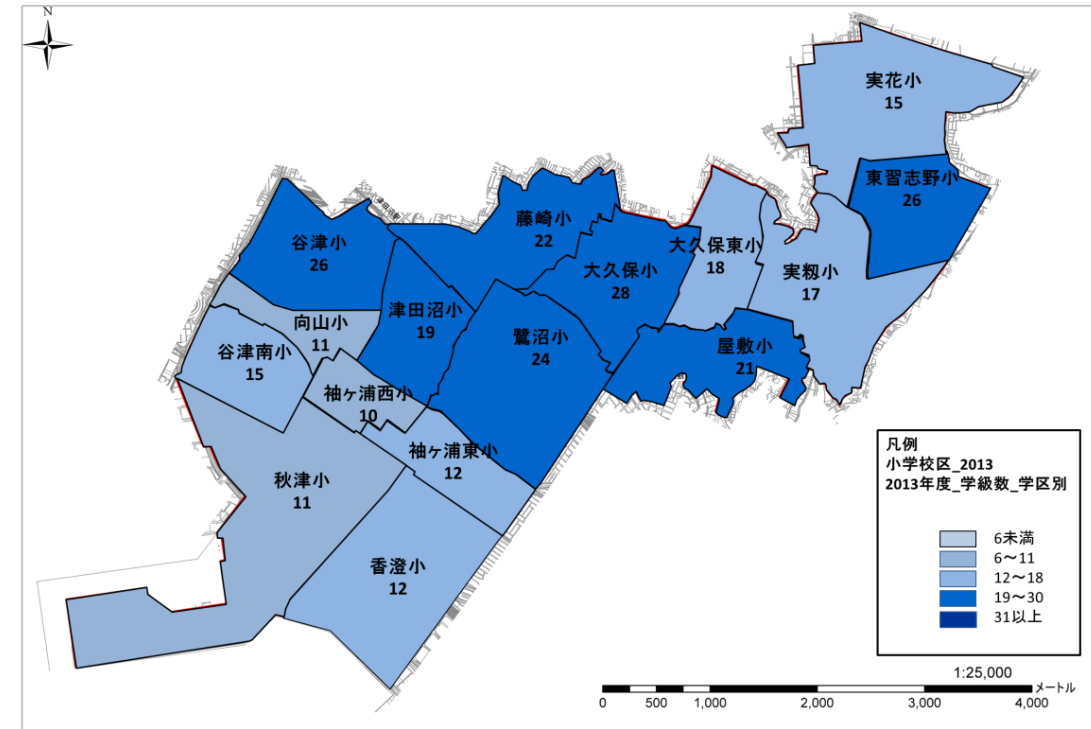 N
実花小
15
東習志野小
26
藤崎小
22
谷津小
26
大久保小
28
大久保東小
18
実籾小
17
津田沼小
19
向山小
11
鷺沼小
24
屋敷小
21
谷津南小
15
袖ヶ浦西小
10
袖ヶ浦東小
12
秋津小
11
香澄小
12
凡例
小学校区_2013
2013年度_学級数_学区別
6未満
6~11
12~18
19~30
31以上
1:25,000
メートル
0 500 1,000 2,000 3,000 4,000